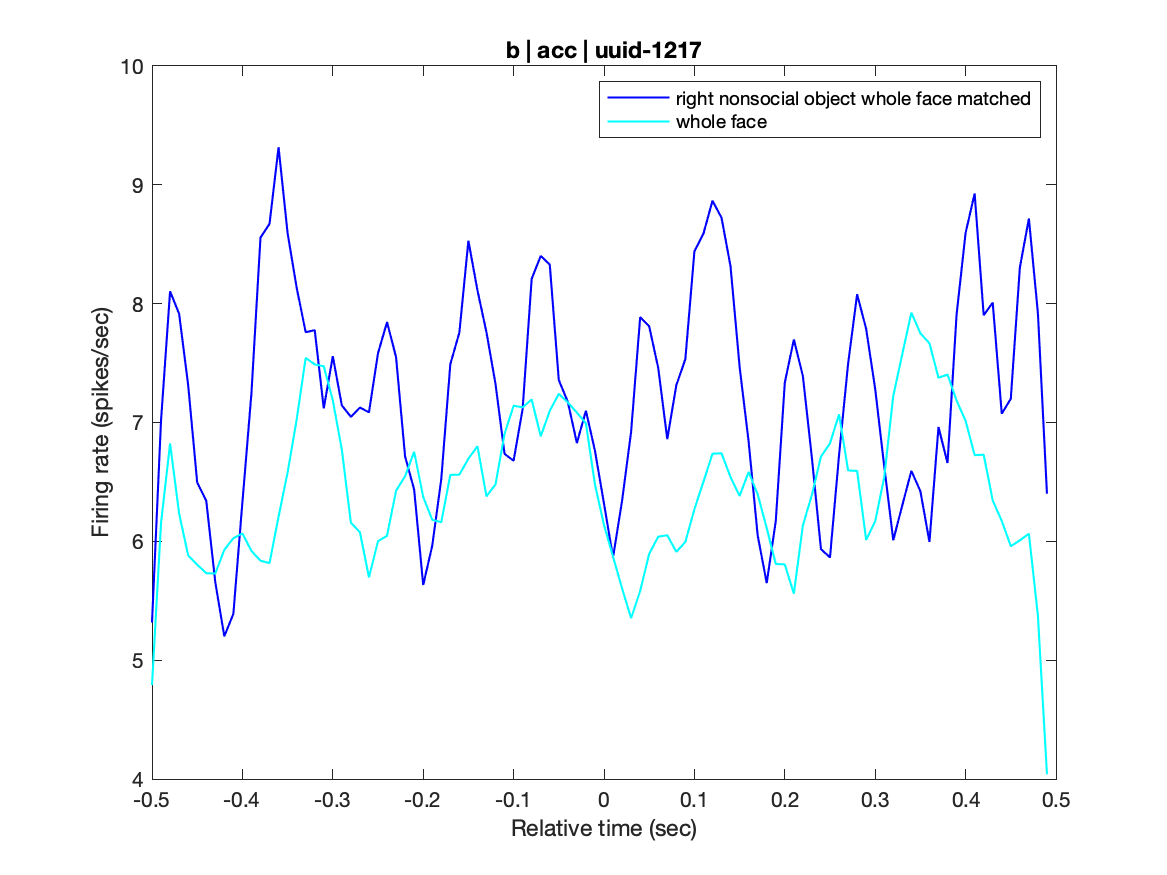 b | acc | uuid-1217
right nonsocial object whole face matched
whole face
Firing rate (spikes/sec)
10
9
8
7
6
5
4
-0.5 -0.4 -0.3 -0.2 -0.1 0 0.1 0.2 0.3 0.4 0.5
Relative time (sec)